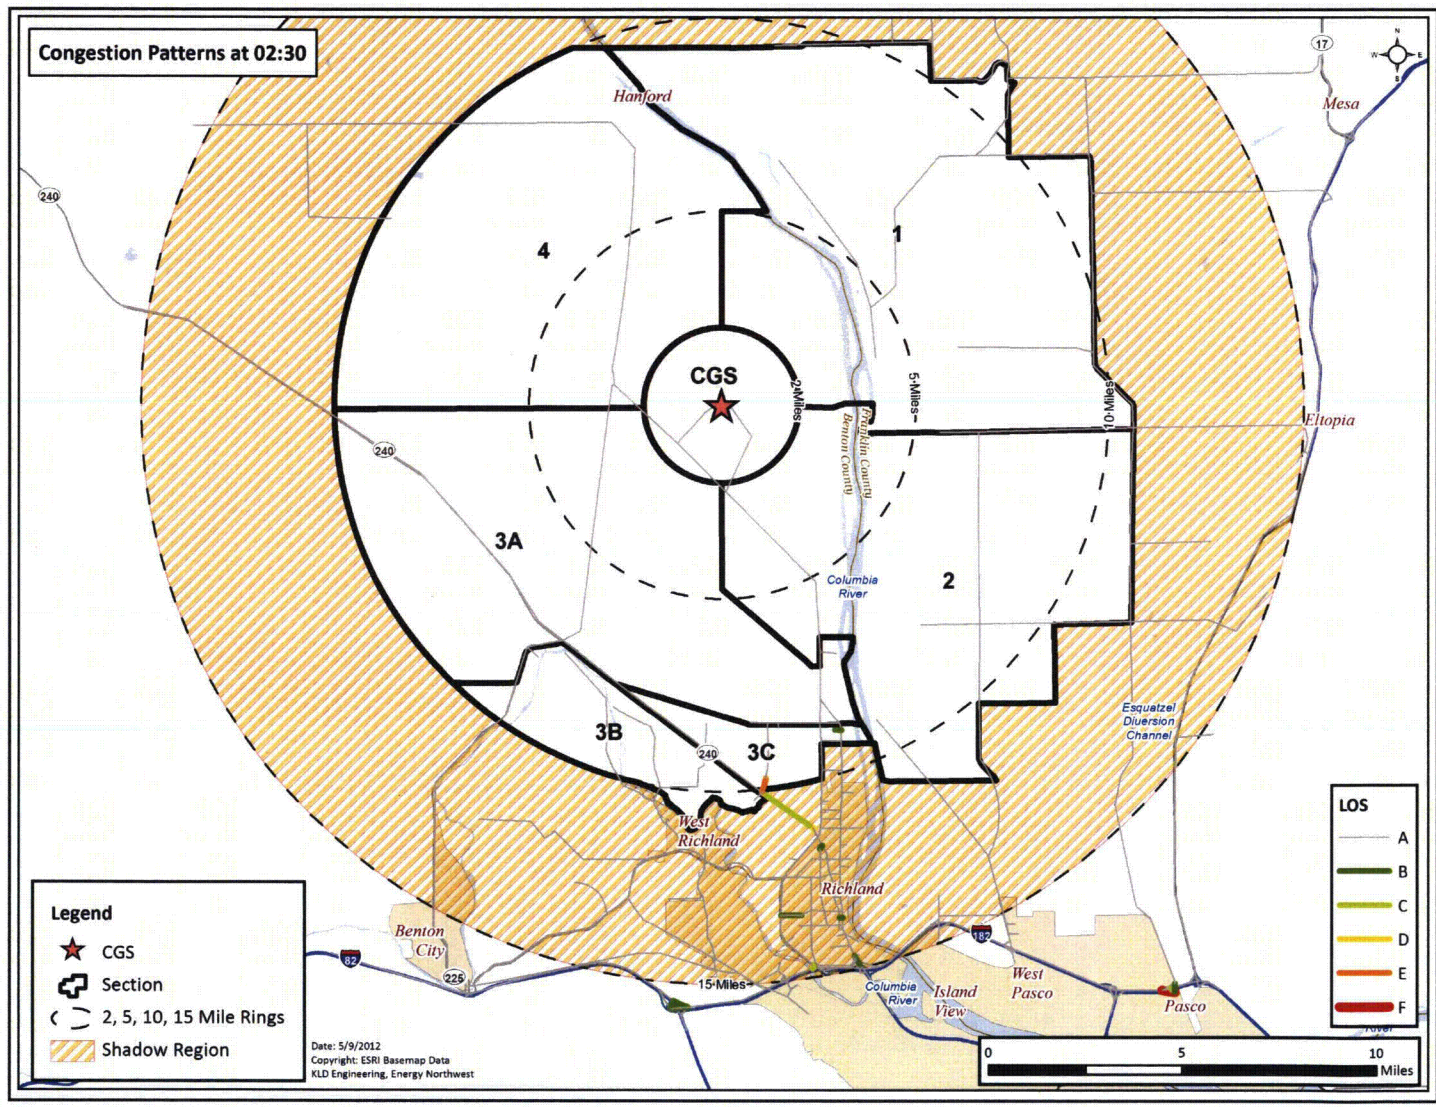 Congestion Patterns at 02:30
17
N
W
E
S
Hanford
Mesa
240
4
1
CGS
2 Miles
5 Miles
10 Miles
Franklin County
Benton County
Eltopia
240
3A
2
Columbia
River
Esquatzel
Diversion
Channel
3B
240
3C
West
Richland
Richland
LOS
A
B
C
D
E
F
Legend
CGS
Section
2, 5, 10, 15 Mile Rings
Shadow Region
Benton
City
82
225
182
15 Miles
Columbia
River
Island
View
West
Pasco
Pasco
River
Date: 5/9/2012
Copyright: ESRI Basemap Data
KLD Engineering, Energy Northwest
0
5
10
Miles